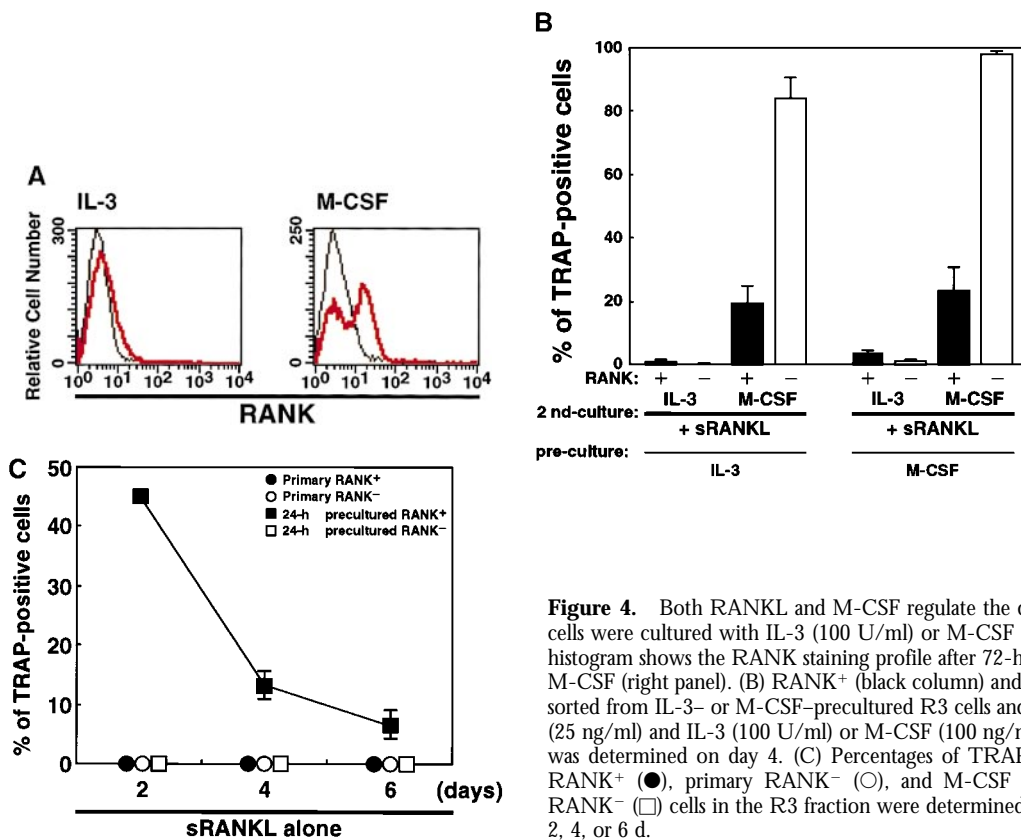 A
IL-3
M-CSF
Relative Cell Number
300
0
250
0
10⁰ 10¹ 10² 10³ 10⁴
10⁰ 10¹ 10² 10³ 10⁴
RANK
B
% of TRAP-positive cells
100
80
60
40
20
0
RANK: + − + − + − + −
IL-3 M-CSF IL-3 M-CSF
2 nd-culture:
+ sRANKL + sRANKL
pre-culture:
IL-3 M-CSF
C
% of TRAP-positive cells
50
40
30
20
10
0
● Primary RANK⁺
○ Primary RANK⁻
■ 24-h precultured RANK⁺
□ 24-h precultured RANK⁻
2 4 6 (days)
sRANKL alone
Figure 4. Both RANKL and M-CSF regulate the
cells were cultured with IL-3 (100 U/ml) or M-CSF
histogram shows the RANK staining profile after 72-h
M-CSF (right panel). (B) RANK⁺ (black column) and
sorted from IL-3– or M-CSF–precultured R3 cells and
(25 ng/ml) and IL-3 (100 U/ml) or M-CSF (100 ng/m
was determined on day 4. (C) Percentages of TRAP
RANK⁺ (●), primary RANK⁻ (○), and M-CSF
RANK⁻ (□) cells in the R3 fraction were determined
2, 4, or 6 d.